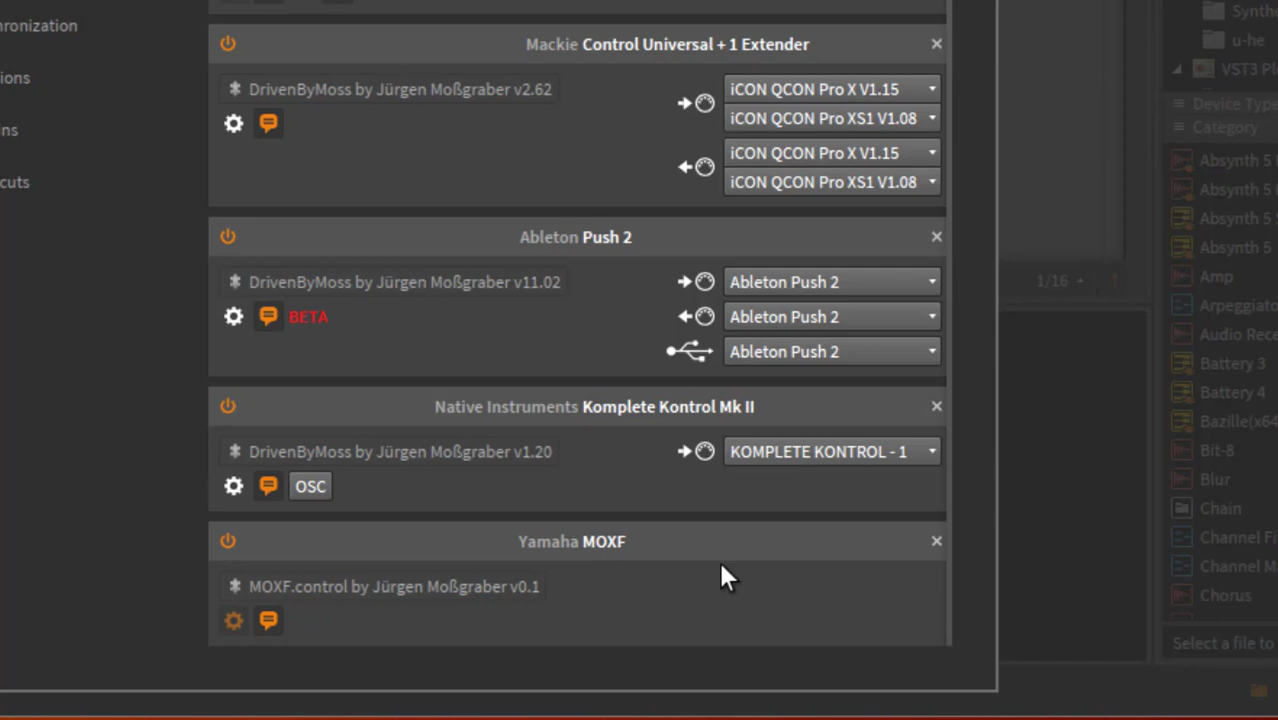 hronization
ions
ins
cuts
Mackie Control Universal + 1 Extender
DrivenByMoss by Jürgen Moßgraber v2.62
iCON QCON Pro X V1.15
iCON QCON Pro XS1 V1.08
iCON QCON Pro X V1.15
iCON QCON Pro XS1 V1.08
Ableton Push 2
DrivenByMoss by Jürgen Moßgraber v11.02
BETA
Ableton Push 2
Ableton Push 2
Ableton Push 2
Native Instruments Komplete Kontrol Mk II
DrivenByMoss by Jürgen Moßgraber v1.20
KOMPLETE KONTROL - 1
OSC
Yamaha MOXF
MOXF.control by Jürgen Moßgraber v0.1
1/16
Synthe
u-he
VST3 Pl
Device Type
Category
Absynth 5
Absynth 5
Absynth 5
Absynth 5
Amp
Arpeggiato
Audio Rece
Battery 3
Battery 4
Bazille(x64
Bit-8
Blur
Chain
Channel Fi
Channel M
Chorus
Select a file to